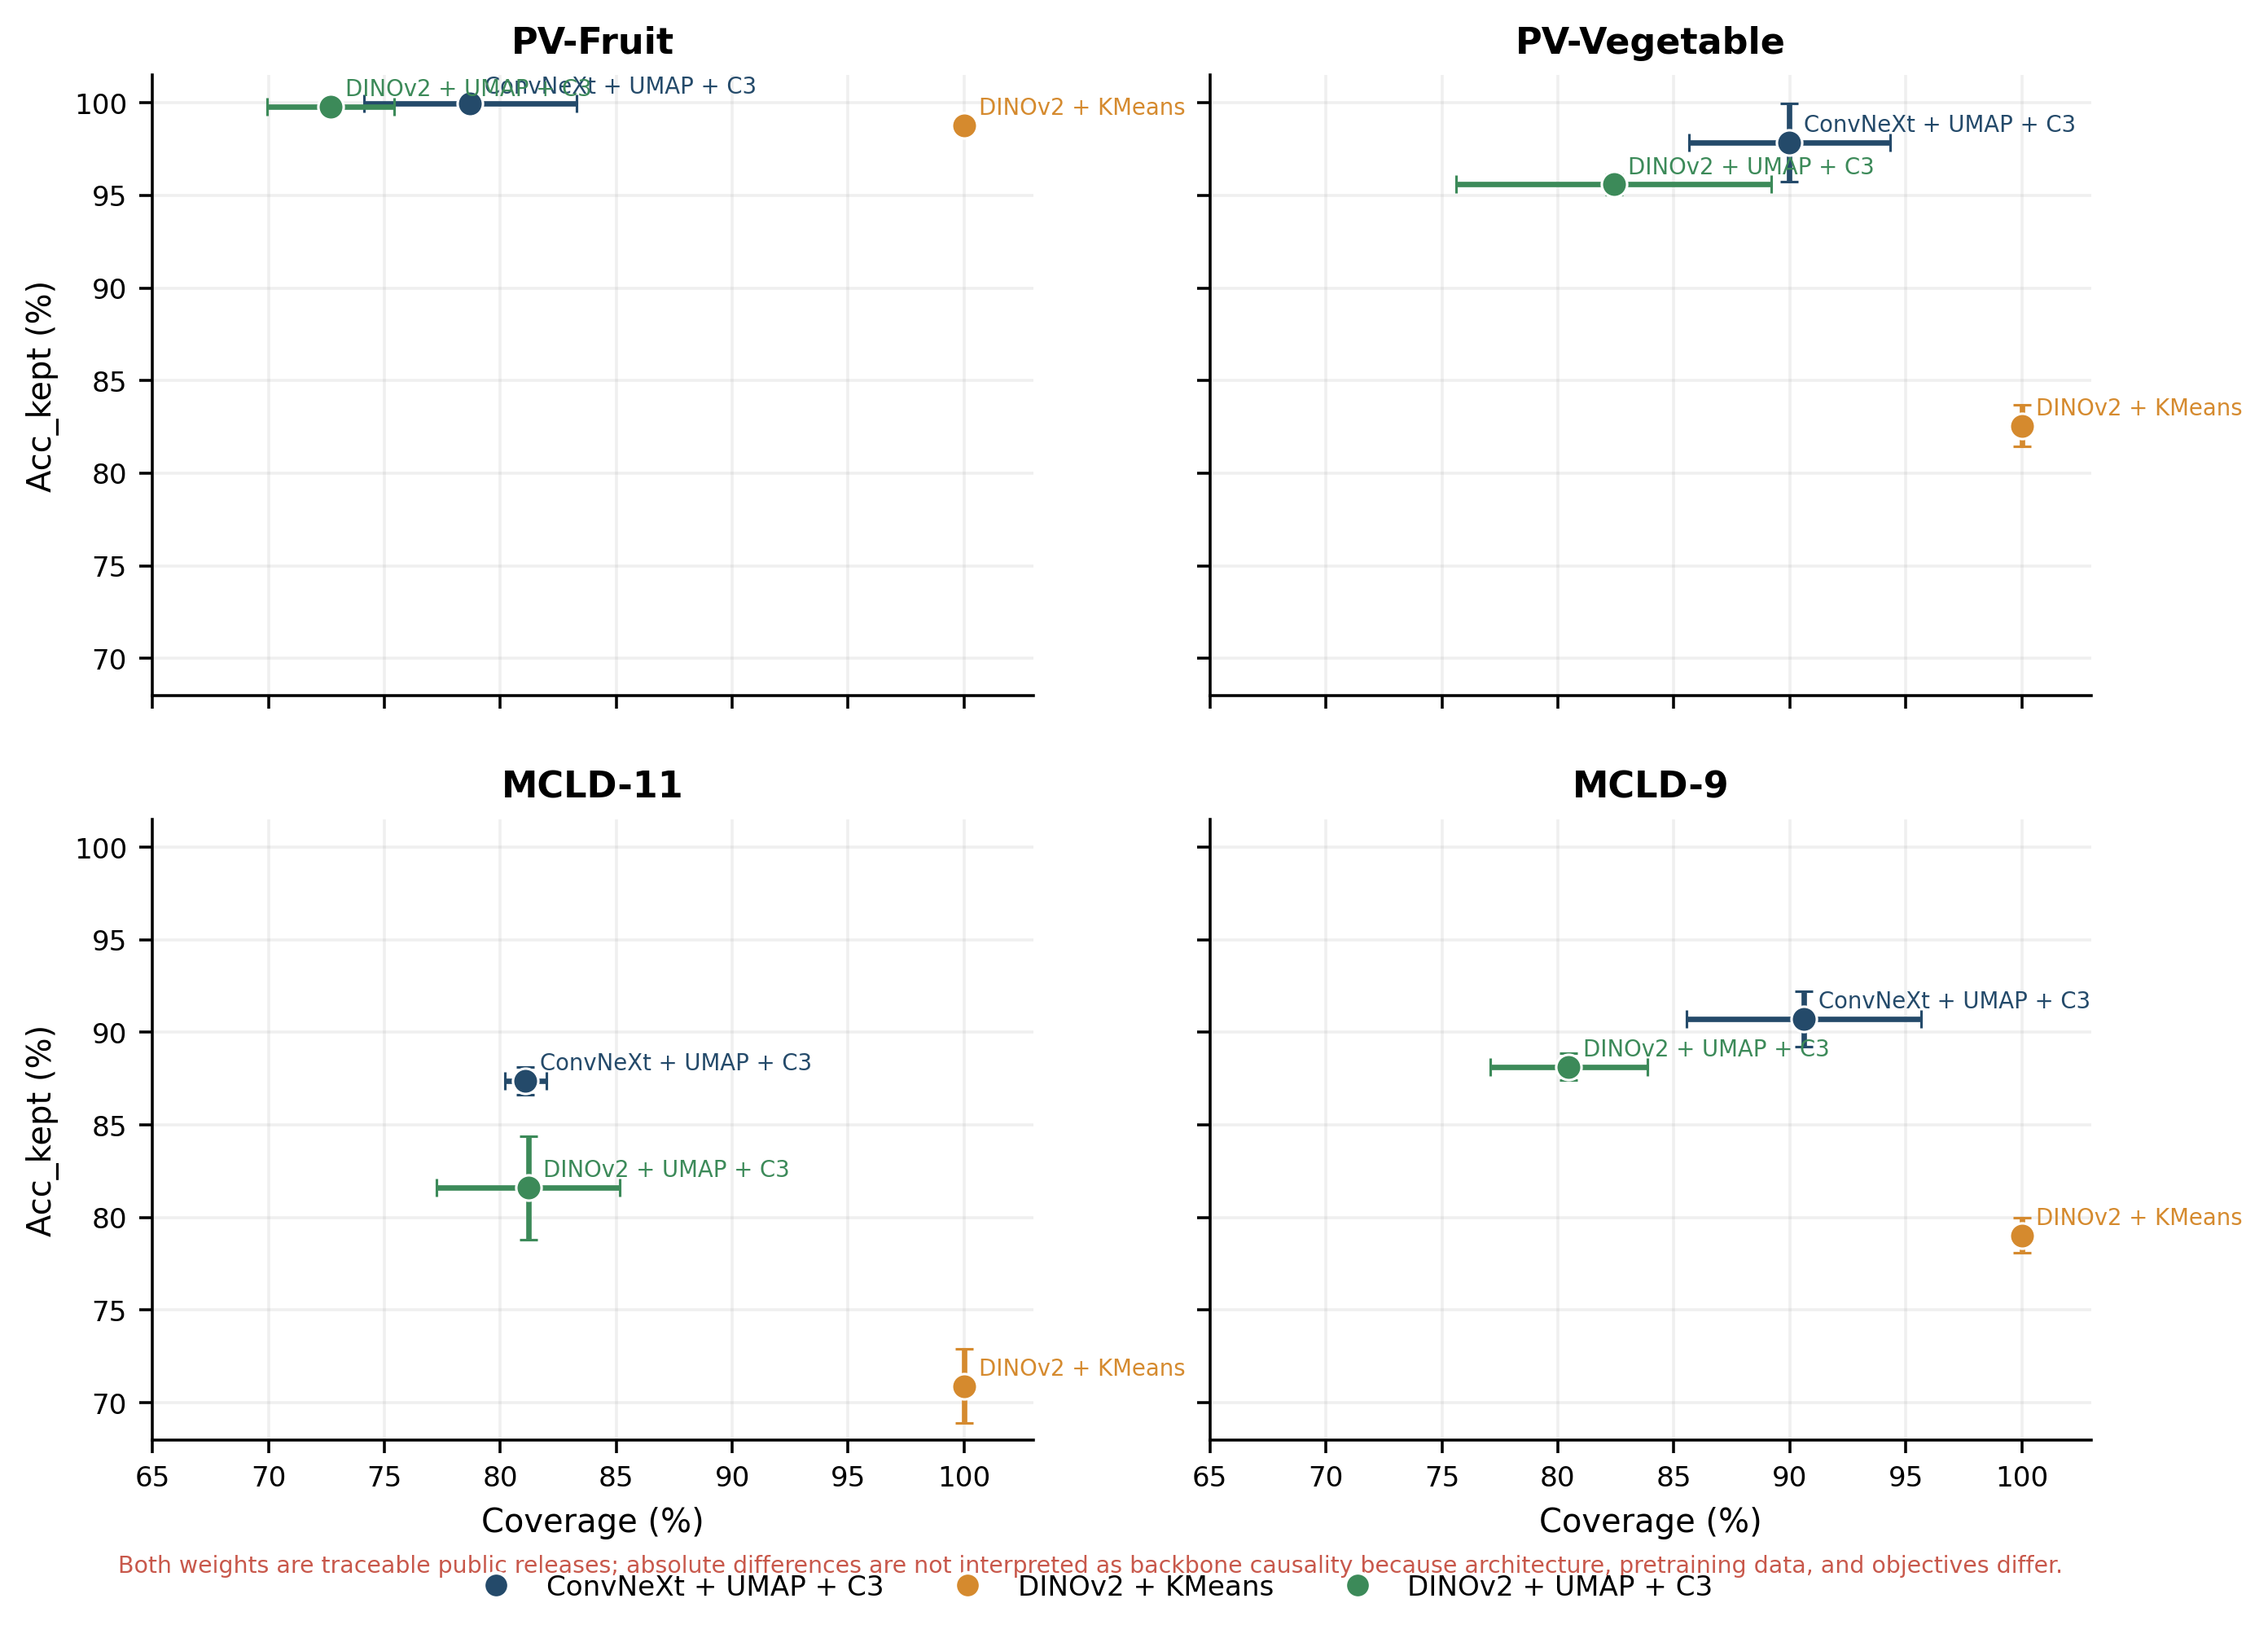 PV-Fruit
PV-Vegetable
DINOv2 + UMAP + C3
ConvNeXt + UMAP + C3
DINOv2 + KMeans
ConvNeXt + UMAP + C3
DINOv2 + UMAP + C3
DINOv2 + KMeans
Acc_kept (%)
100
95
90
85
80
75
70
MCLD-11
MCLD-9
ConvNeXt + UMAP + C3
DINOv2 + UMAP + C3
DINOv2 + KMeans
ConvNeXt + UMAP + C3
DINOv2 + UMAP + C3
DINOv2 + KMeans
Acc_kept (%)
100
95
90
85
80
75
70
65 70 75 80 85 90 95 100
65 70 75 80 85 90 95 100
Coverage (%)
Coverage (%)
Both weights are traceable public releases; absolute differences are not interpreted as backbone causality because architecture, pretraining data, and objectives differ.
ConvNeXt + UMAP + C3 DINOv2 + KMeans DINOv2 + UMAP + C3